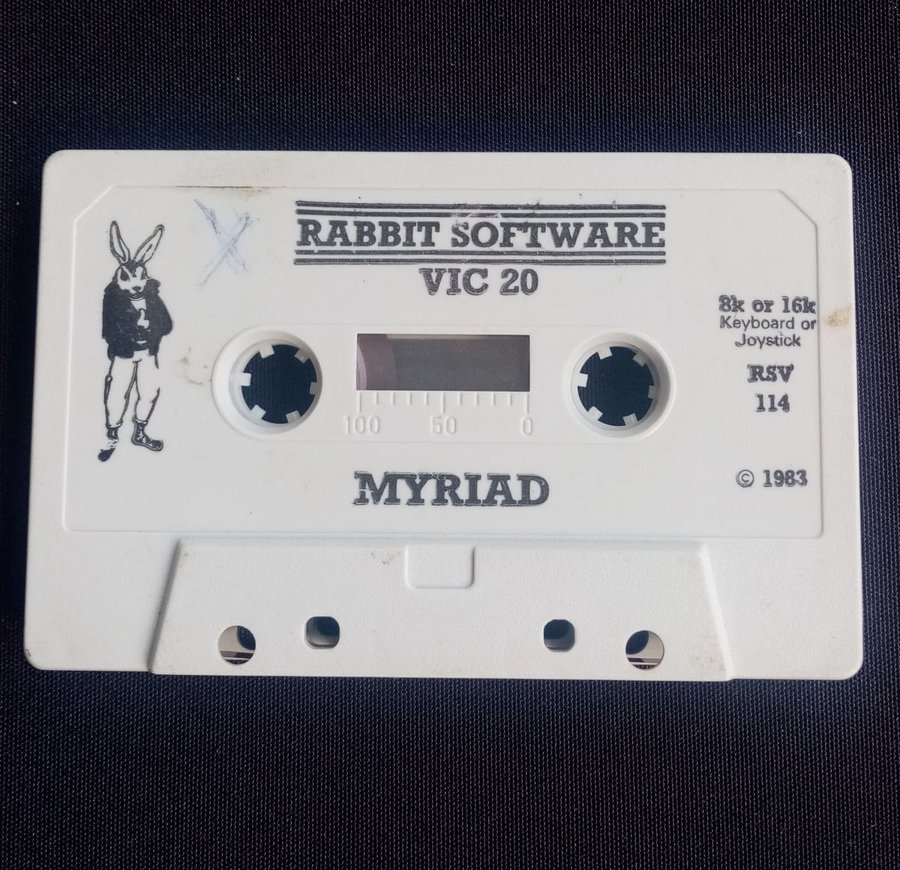 RABBIT SOFTWARE
VIC 20
8k or 16k
Keyboard or
Joystick
RSV
114
100 50 0
MYRIAD
© 1983